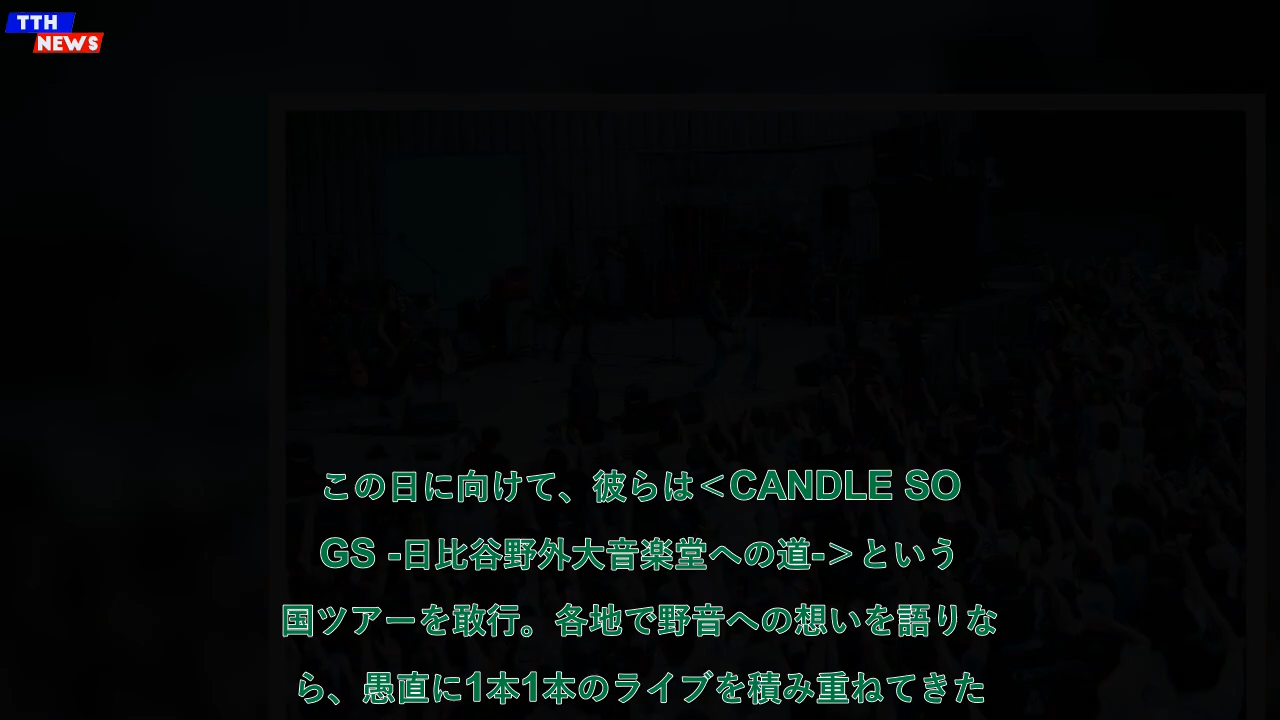 TTH
NEWS
この日に向けて、彼らは＜CANDLE SO
GS -日比谷野外大音楽堂への道-＞という
国ツアーを敢行。各地で野音への想いを語りな
ら、愚直に1本1本のライブを積み重ねてきた